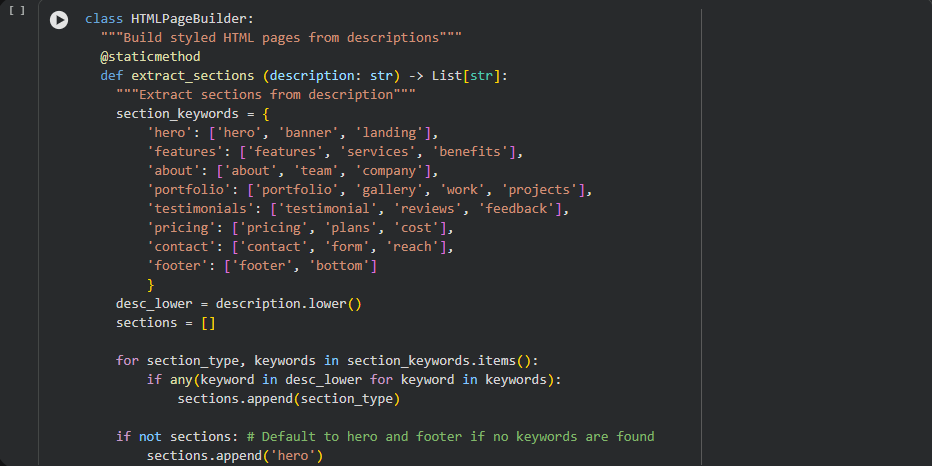 [ ]
class HTMLPageBuilder:
  """Build styled HTML pages from descriptions"""
  @staticmethod
  def extract_sections (description: str) -> List[str]:
    """Extract sections from description"""
    section_keywords = {
        'hero': ['hero', 'banner', 'landing'],
        'features': ['features', 'services', 'benefits'],
        'about': ['about', 'team', 'company'],
        'portfolio': ['portfolio', 'gallery', 'work', 'projects'],
        'testimonials': ['testimonial', 'reviews', 'feedback'],
        'pricing': ['pricing', 'plans', 'cost'],
        'contact': ['contact', 'form', 'reach'],
        'footer': ['footer', 'bottom']
        }
    desc_lower = description.lower()
    sections = []

    for section_type, keywords in section_keywords.items():
        if any(keyword in desc_lower for keyword in keywords):
            sections.append(section_type)

    if not sections: # Default to hero and footer if no keywords are found
        sections.append('hero')